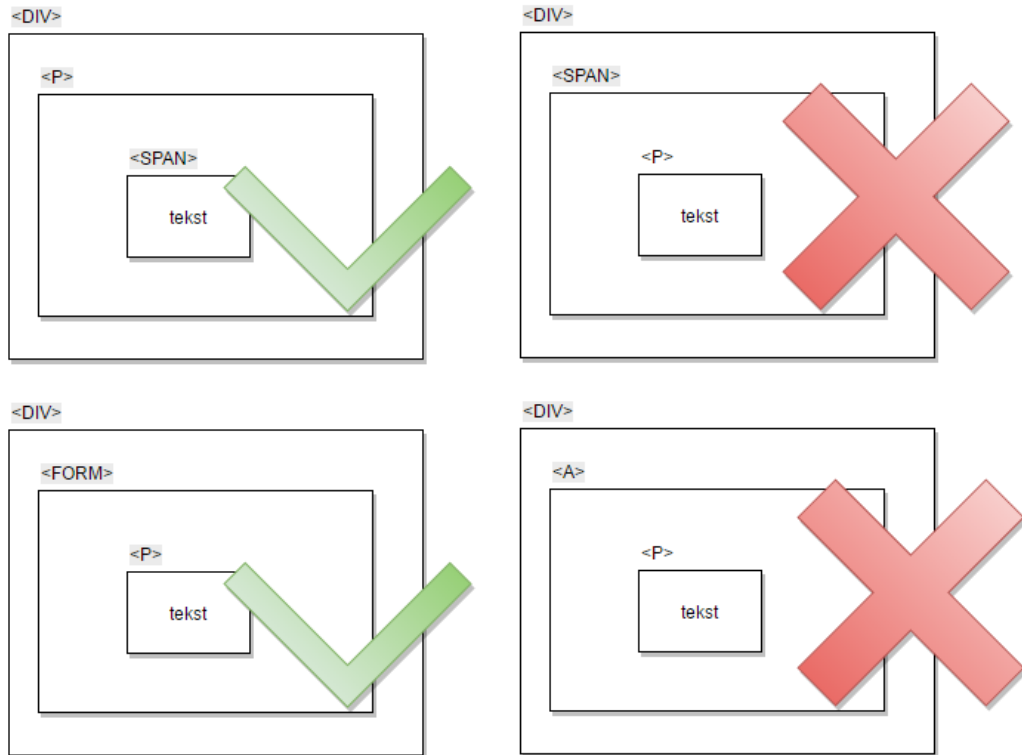 <DIV>
<P>
<SPAN>
tekst
<DIV>
<SPAN>
<P>
tekst
<DIV>
<FORM>
<P>
tekst
<DIV>
<A>
<P>
tekst